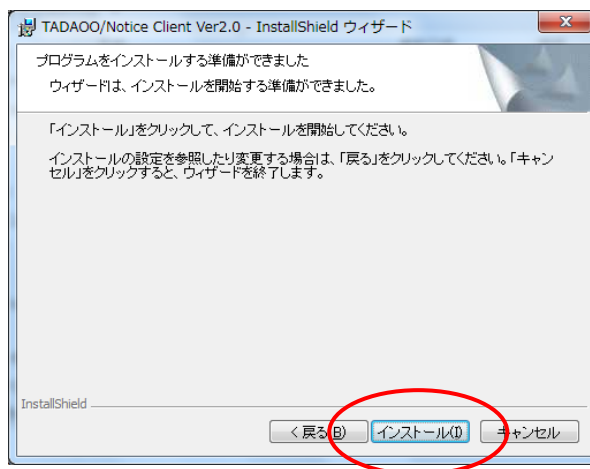 TADAOO/Notice Client Ver2.0 - InstallShield ウィザード
プログラムをインストールする準備ができました
ウィザードは、インストールを開始する準備ができました。
「インストール」をクリックして、インストールを開始してください。
インストールの設定を参照したり変更する場合は、「戻る」をクリックしてください。「キャン
セル」をクリックすると、ウィザードを終了します。
InstallShield
< 戻る(B) インストール(I) キャンセル